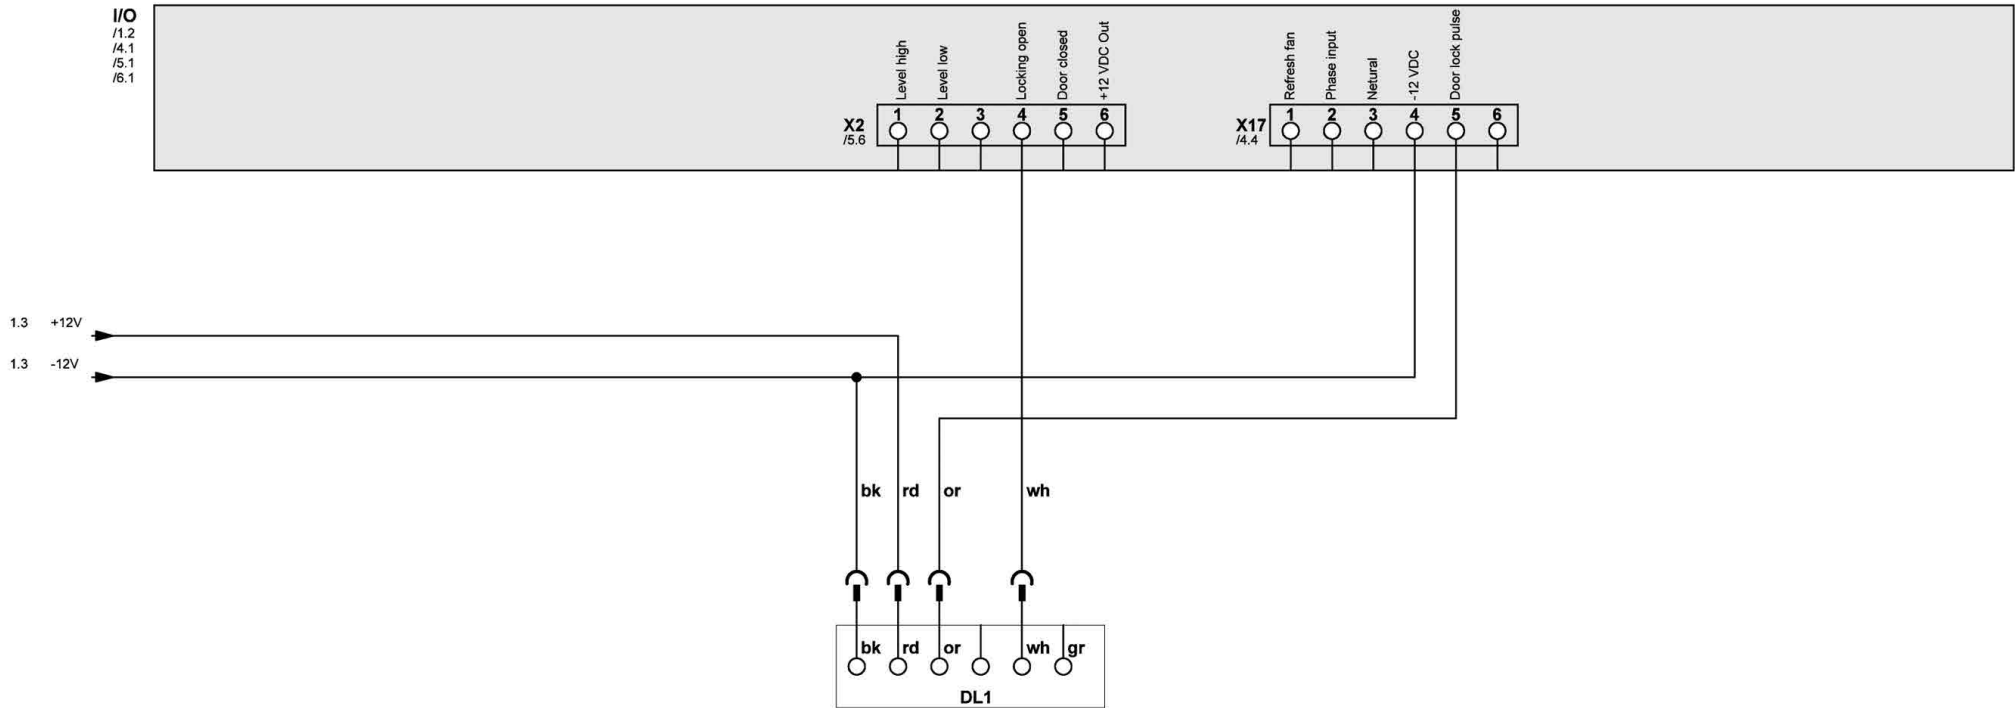 I/O
/1.2
/4.1
/5.1
/6.1
Level high
Level low
Locking open
Door closed
+12 VDC Out
X2
/5.6
1 2 3 4 5 6
Refresh fan
Phase input
Netural
-12 VDC
Door lock pulse
X17
/4.4
1 2 3 4 5 6
1.3 +12V
1.3 -12V
bk rd or wh
bk rd or wh gr
DL1